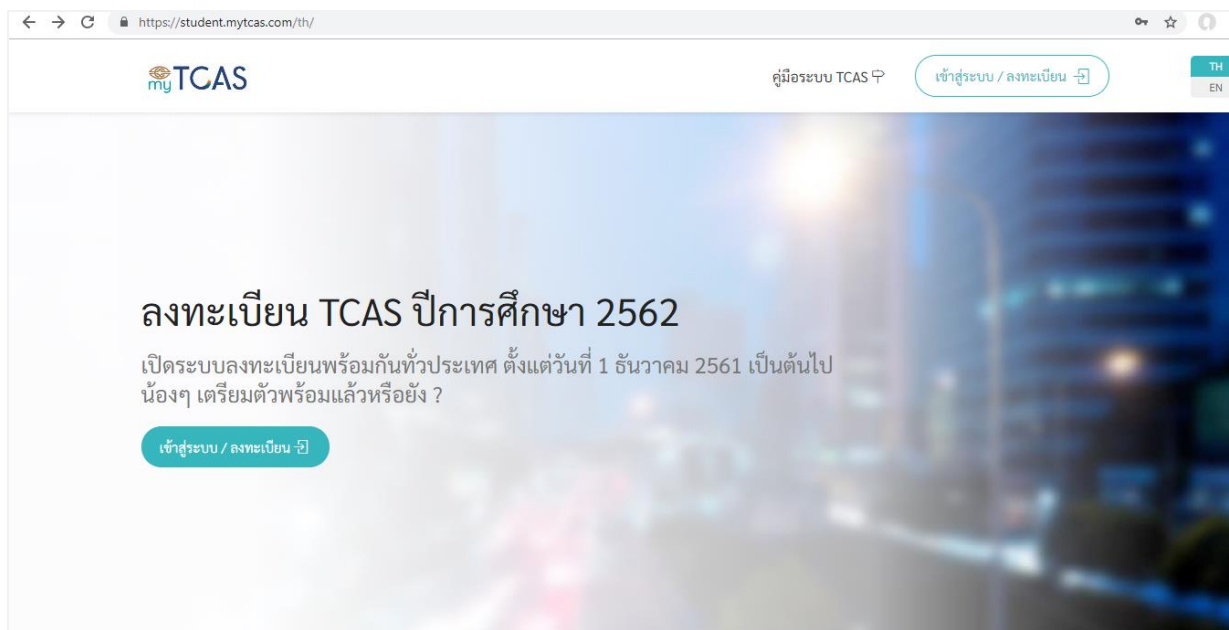 https://student.mytcas.com/th/
myTCAS
คู่มือระบบ TCAS
เข้าสู่ระบบ / ลงทะเบียน
TH
EN
ลงทะเบียน TCAS ปีการศึกษา 2562
เปิดระบบลงทะเบียนพร้อมกันทั่วประเทศ ตั้งแต่วันที่ 1 ธันวาคม 2561 เป็นต้นไป
น้องๆ เตรียมตัวพร้อมแล้วหรือยัง ?
เข้าสู่ระบบ / ลงทะเบียน